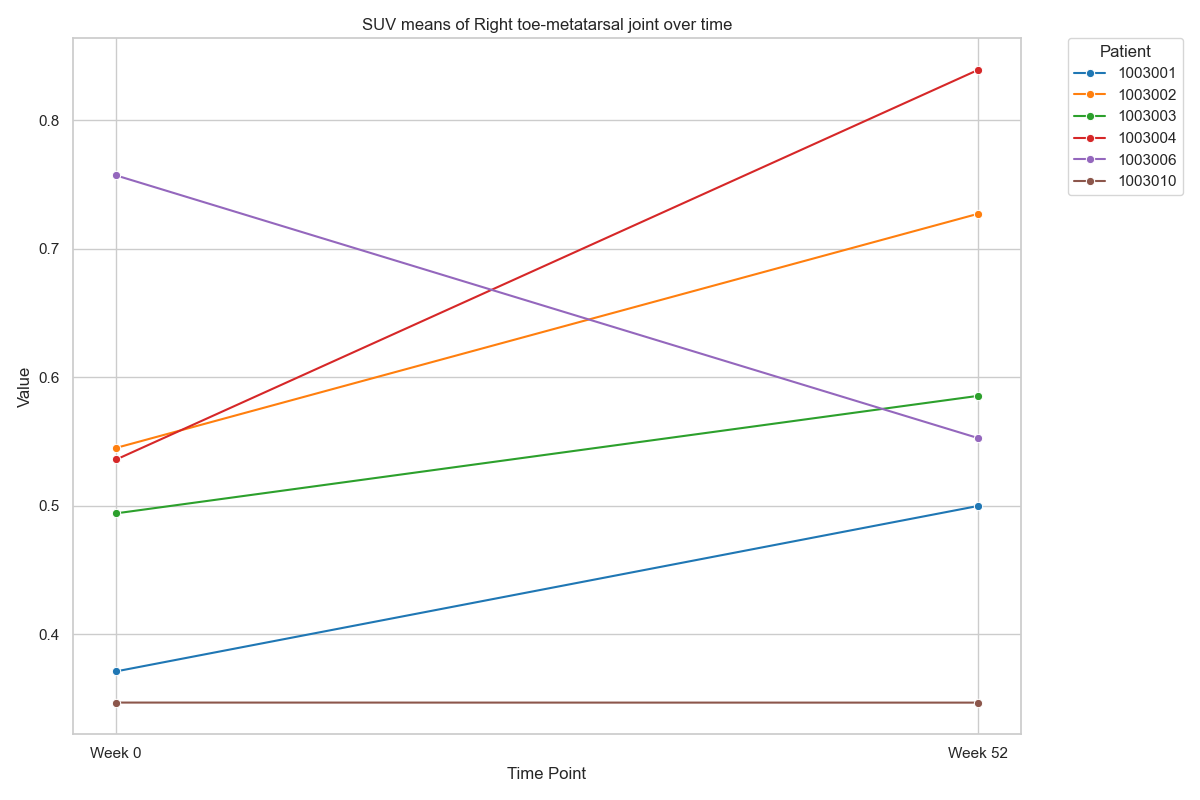 SUV means of Right toe-metatarsal joint over time
Patient
1003001
1003002
1003003
1003004
1003006
1003010
Value
0.8
0.7
0.6
0.5
0.4
Week 0
Week 52
Time Point